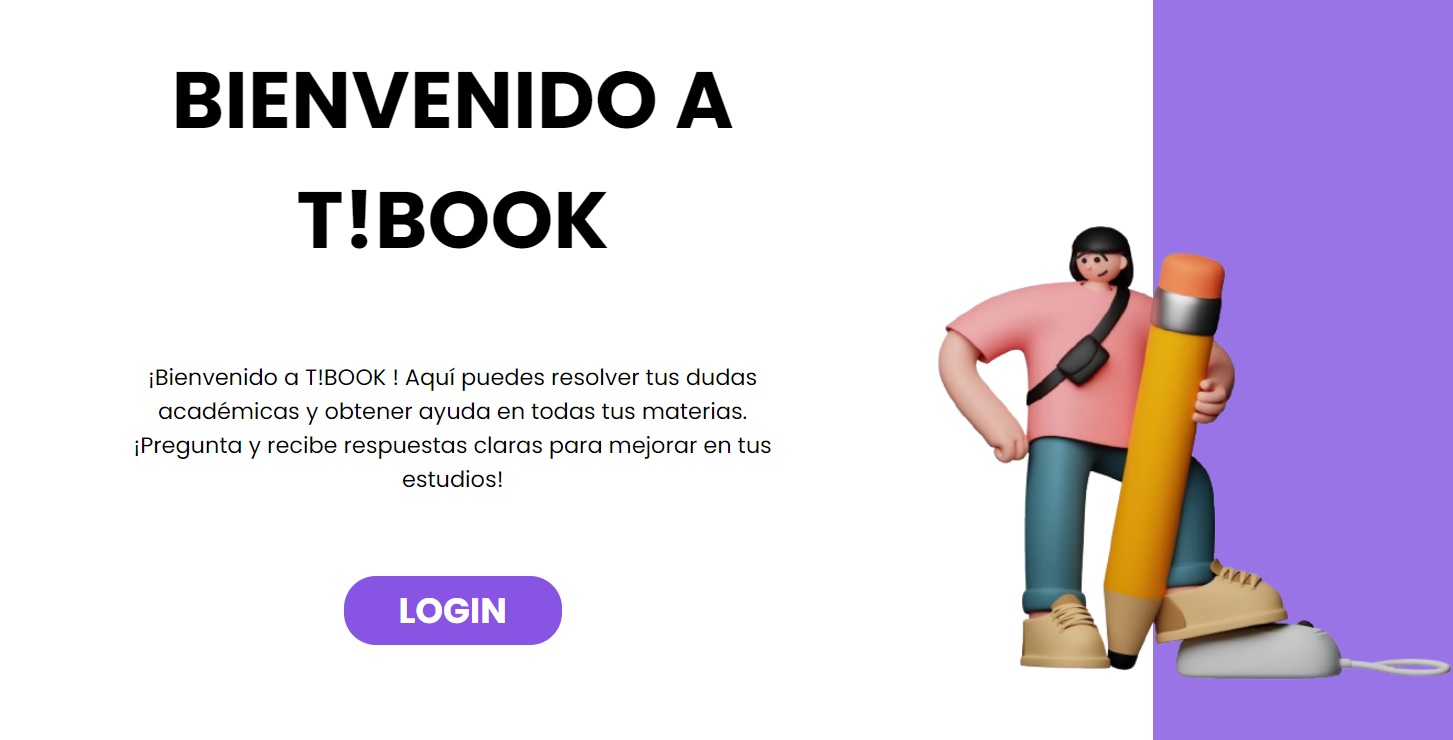 BIENVENIDO A
T!BOOK
¡Bienvenido a T!BOOK ! Aquí puedes resolver tus dudas
académicas y obtener ayuda en todas tus materias.
¡Pregunta y recibe respuestas claras para mejorar en tus
estudios!
LOGIN